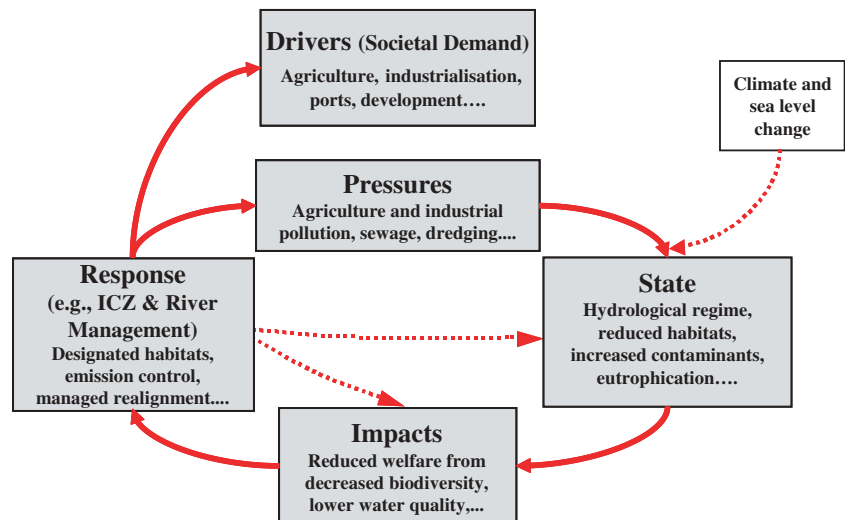 Drivers (Societal Demand)
Agriculture, industrialisation,
ports, development….
Climate and
sea level
change
Pressures
Agriculture and industrial
pollution, sewage, dredging....
Response
(e.g., ICZ & River
Management)
Designated habitats,
emission control,
managed realignment....
State
Hydrological regime,
reduced habitats,
increased contaminants,
eutrophication….
Impacts
Reduced welfare from
decreased biodiversity,
lower water quality,...